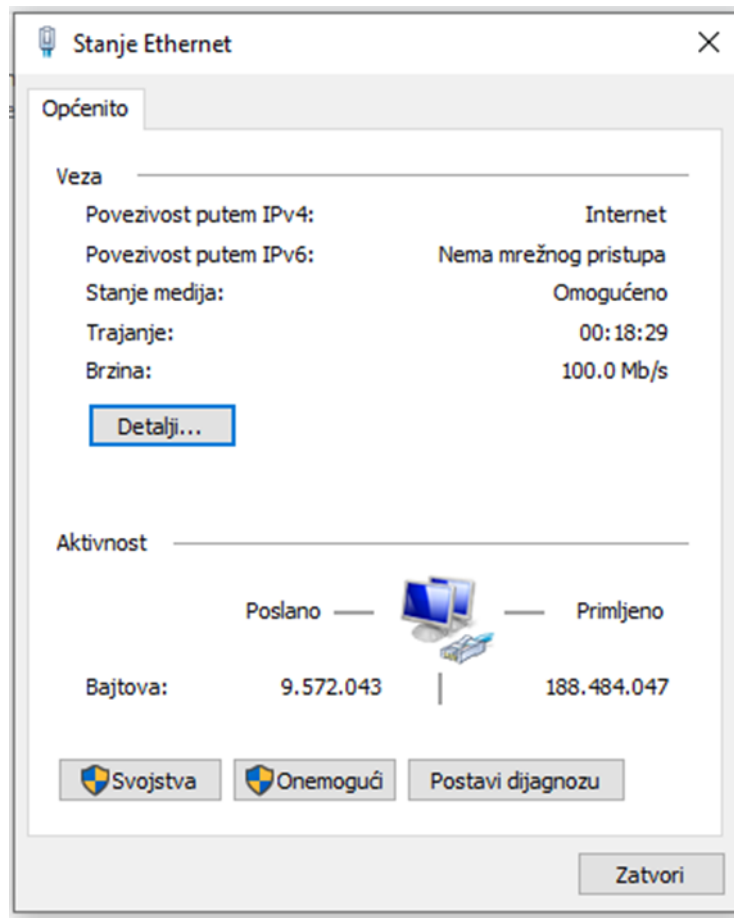 Stanje Ethernet
Općenito
Veza
Povezivost putem IPv4: Internet
Povezivost putem IPv6: Nema mrežnog pristupa
Stanje medija: Omogućeno
Trajanje: 00:18:29
Brzina: 100.0 Mb/s
Detalji...
Aktivnost
Poslano Primljeno
Bajtova: 9.572.043 188.484.047
Svojstva Onemogući Postavi dijagnozu
Zatvori